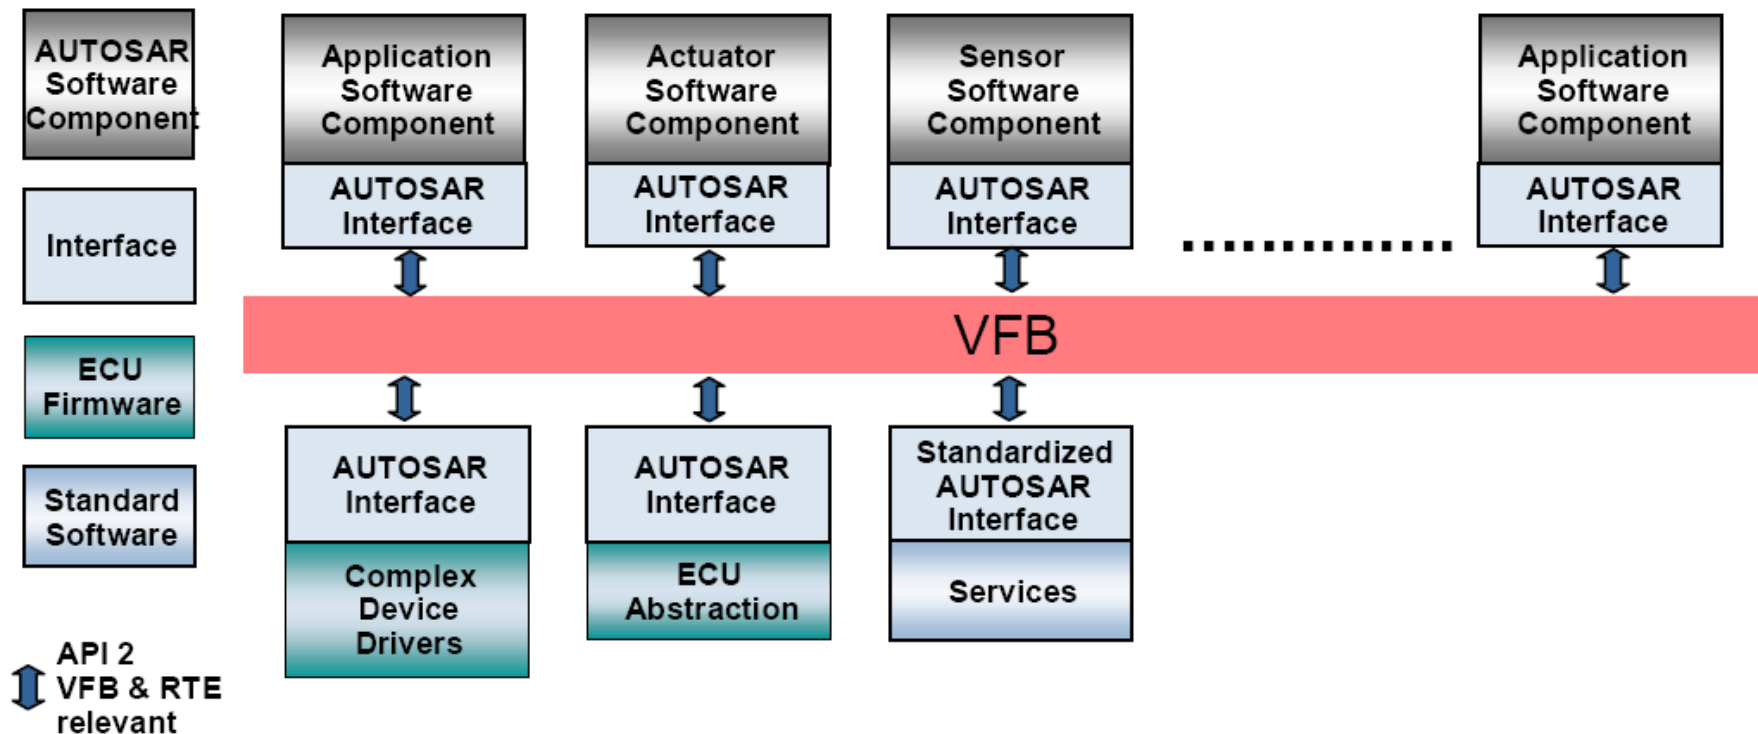 AUTOSAR
Software
Component
Interface
ECU
Firmware
Standard
Software
API 2
VFB & RTE
relevant
Application
Software
Component
AUTOSAR
Interface
Actuator
Software
Component
AUTOSAR
Interface
Sensor
Software
Component
AUTOSAR
Interface
Application
Software
Component
AUTOSAR
Interface
VFB
AUTOSAR
Interface
Complex
Device
Drivers
AUTOSAR
Interface
ECU
Abstraction
Standardized
AUTOSAR
Interface
Services